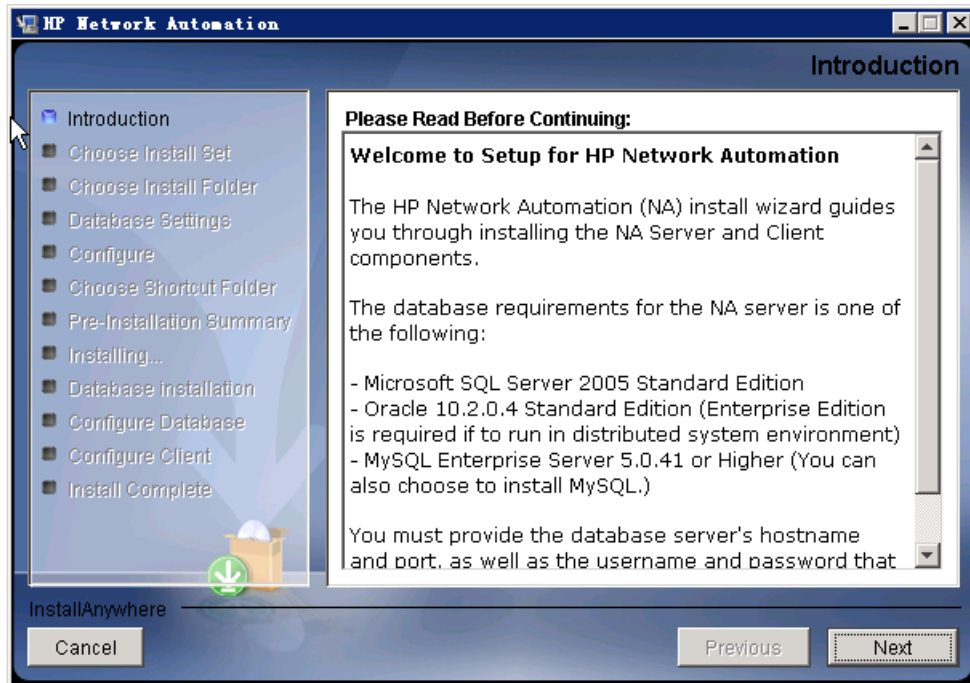 HP Network Automation
Introduction
Introduction
Choose Install Set
Choose Install Folder
Database Settings
Configure
Choose Shortcut Folder
Pre-Installation Summary
Installing...
Database installation
Configure Database
Configure Client
Install Complete
Please Read Before Continuing:
Welcome to Setup for HP Network Automation
The HP Network Automation (NA) install wizard guides
you through installing the NA Server and Client
components.
The database requirements for the NA server is one of
the following:
- Microsoft SQL Server 2005 Standard Edition
- Oracle 10.2.0.4 Standard Edition (Enterprise Edition
is required if to run in distributed system environment)
- MySQL Enterprise Server 5.0.41 or Higher (You can
also choose to install MySQL.)
You must provide the database server's hostname
and port, as well as the username and password that
InstallAnywhere
Cancel
Previous
Next